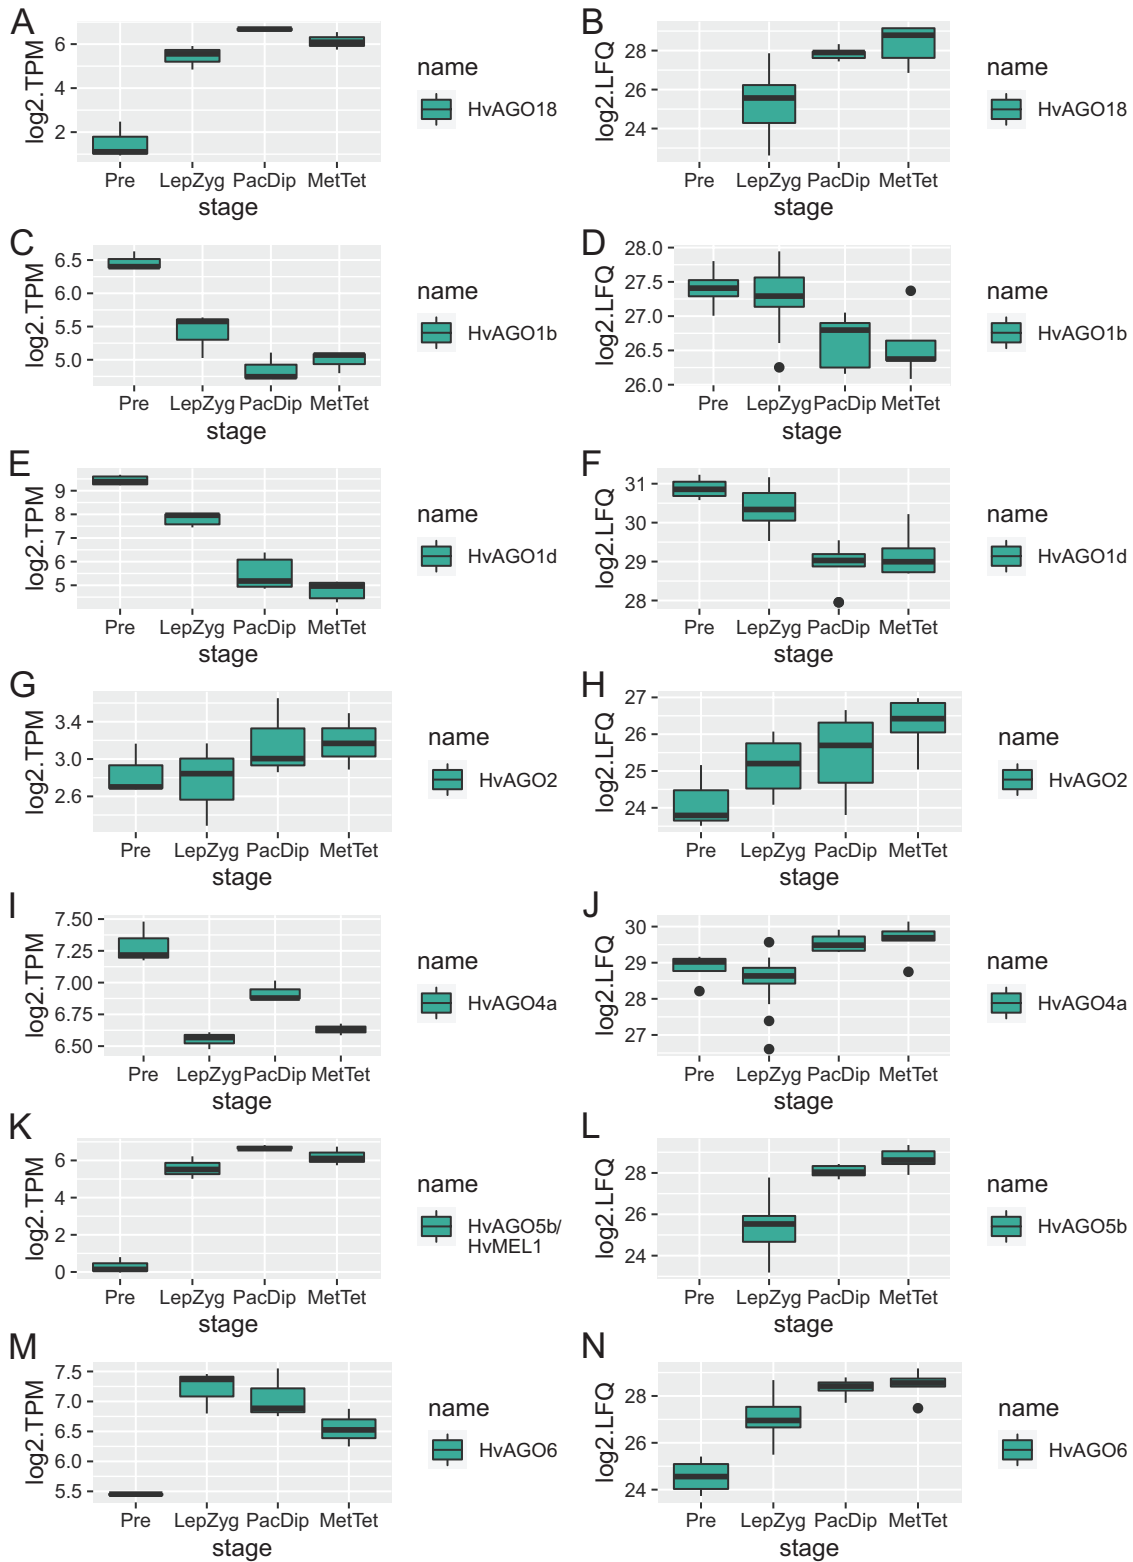 A
log2.TPM
6
4
2
Pre LepZyg PacDip MetTet
stage
name
HvAGO18
B
log2.LFQ
28
26
24
Pre LepZyg PacDip MetTet
stage
name
HvAGO18
C
log2.TPM
6.5
6.0
5.5
5.0
Pre LepZyg PacDip MetTet
stage
name
HvAGO1b
D
log2.LFQ
28.0
27.5
27.0
26.5
26.0
Pre LepZyg PacDip MetTet
stage
name
HvAGO1b
E
log2.TPM
9
8
7
6
5
Pre LepZyg PacDip MetTet
stage
name
HvAGO1d
F
log2.LFQ
31
30
29
28
Pre LepZyg PacDip MetTet
stage
name
HvAGO1d
G
log2.TPM
3.4
3.0
2.6
Pre LepZyg PacDip MetTet
stage
name
HvAGO2
H
log2.LFQ
27
26
25
24
Pre LepZyg PacDip MetTet
stage
name
HvAGO2
I
log2.TPM
7.50
7.25
7.00
6.75
6.50
Pre LepZyg PacDip MetTet
stage
name
HvAGO4a
J
log2.LFQ
30
29
28
27
Pre LepZyg PacDip MetTet
stage
name
HvAGO4a
K
log2.TPM
6
4
2
0
Pre LepZyg PacDip MetTet
stage
name
HvAGO5b/
HvMEL1
L
log2.LFQ
28
26
24
Pre LepZyg PacDip MetTet
stage
name
HvAGO5b
M
log2.TPM
7.5
7.0
6.5
6.0
5.5
Pre LepZyg PacDip MetTet
stage
name
HvAGO6
N
log2.LFQ
28
26
24
Pre LepZyg PacDip MetTet
stage
name
HvAGO6